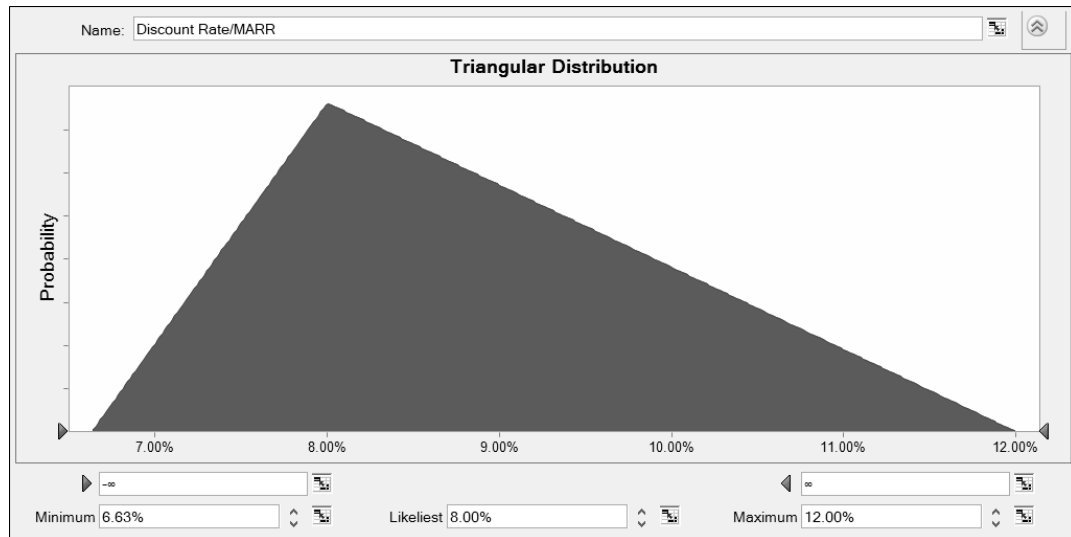 Name: Discount Rate/MARR
Triangular Distribution
Probability
7.00% 8.00% 9.00% 10.00% 11.00% 12.00%
-∞ ∞
Minimum 6.63% Likeliest 8.00% Maximum 12.00%